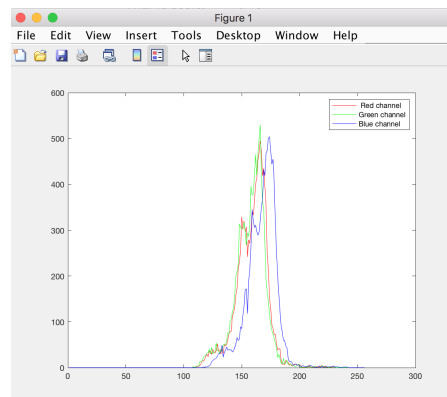 Figure 1
File Edit View Insert Tools Desktop Window Help
600
500
400
300
200
100
0
0 50 100 150 200 250 300
Red channel
Green channel
Blue channel